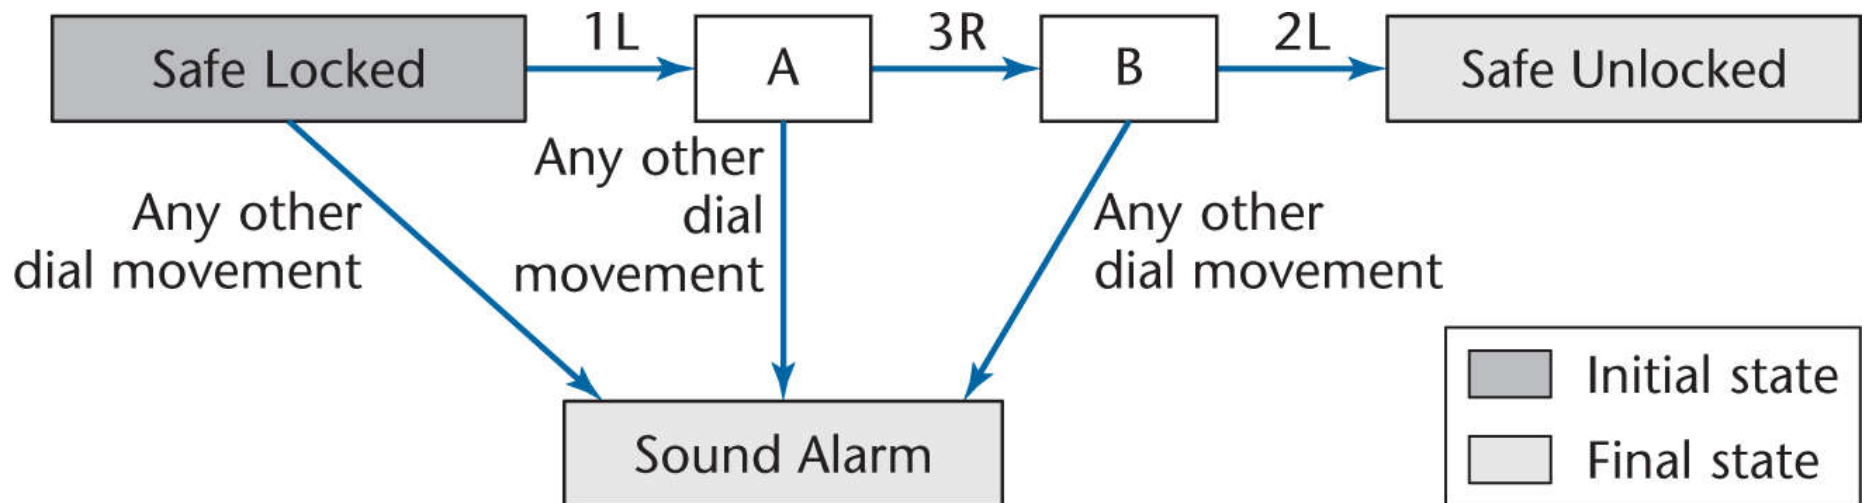 1L
3R
2L
Safe Locked
A
B
Safe Unlocked
Any other
dial movement
Any other
dial
movement
Any other
dial movement
Sound Alarm
Initial state
Final state